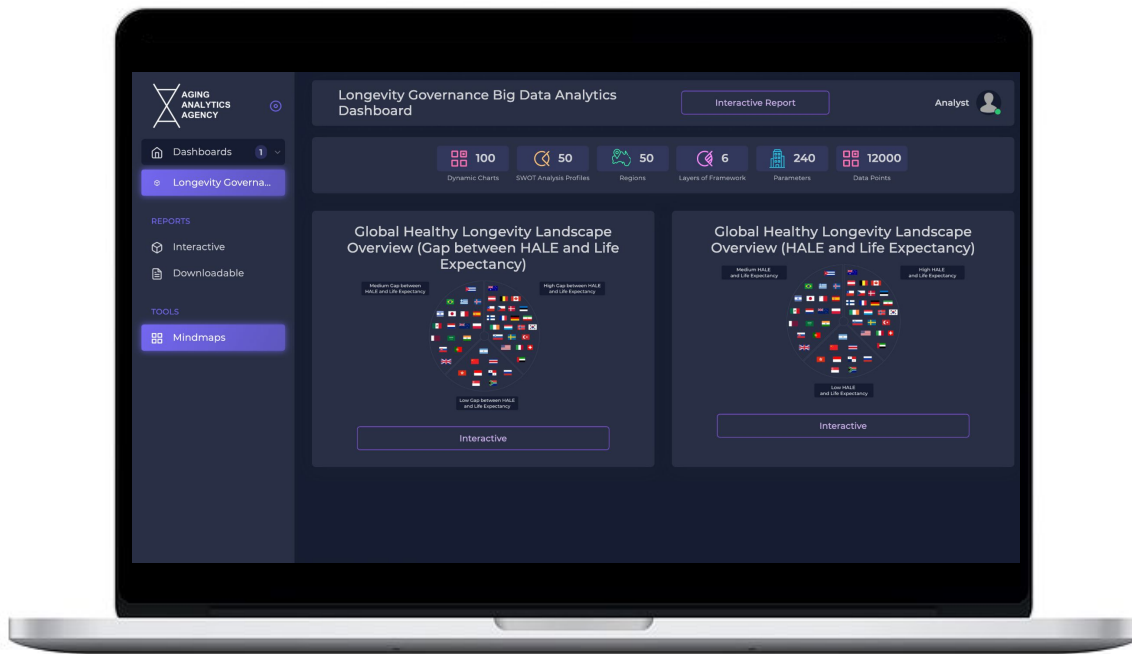 AGING
ANALYTICS
AGENCY
Dashboards 1
Longevity Governa...
REPORTS
Interactive
Downloadable
TOOLS
Mindmaps
Longevity Governance Big Data Analytics
Dashboard
Interactive Report
Analyst
100
Dynamic Charts
50
SWOT Analysis Profiles
50
Regions
6
Layers of Framework
240
Parameters
12000
Data Points
Global Healthy Longevity Landscape
Overview (Gap between HALE and Life
Expectancy)
Medium Gap between
HALE and Life Expectancy
High Gap between HALE
and Life Expectancy
Low Gap between HALE
and Life Expectancy
Interactive
Global Healthy Longevity Landscape
Overview (HALE and Life Expectancy)
Medium HALE
and Life Expectancy
High HALE
and Life Expectancy
Low HALE
and Life Expectancy
Interactive